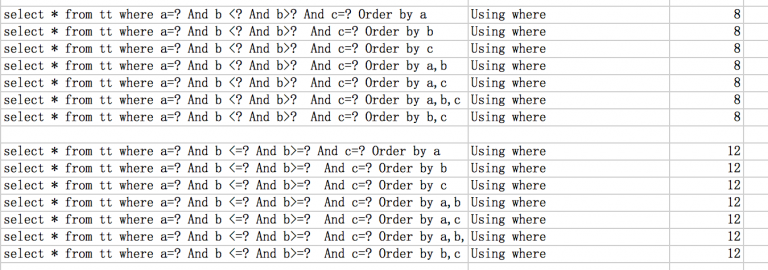 select * from tt where a=? And b <? And b>? And c=? Order by a Using where 8
select * from tt where a=? And b <? And b>?  And c=? Order by b Using where 8
select * from tt where a=? And b <? And b>?  And c=? Order by c Using where 8
select * from tt where a=? And b <? And b>?  And c=? Order by a,b Using where 8
select * from tt where a=? And b <? And b>?  And c=? Order by a,c Using where 8
select * from tt where a=? And b <? And b>?  And c=? Order by a,b,c Using where 8
select * from tt where a=? And b <? And b>?  And c=? Order by b,c Using where 8
select * from tt where a=? And b <=? And b>=? And c=? Order by a Using where 12
select * from tt where a=? And b <=? And b>=?  And c=? Order by b Using where 12
select * from tt where a=? And b <=? And b>=?  And c=? Order by c Using where 12
select * from tt where a=? And b <=? And b>=?  And c=? Order by a,b Using where 12
select * from tt where a=? And b <=? And b>=?  And c=? Order by a,c Using where 12
select * from tt where a=? And b <=? And b>=?  And c=? Order by a,b, Using where 12
select * from tt where a=? And b <=? And b>=?  And c=? Order by b,c Using where 12